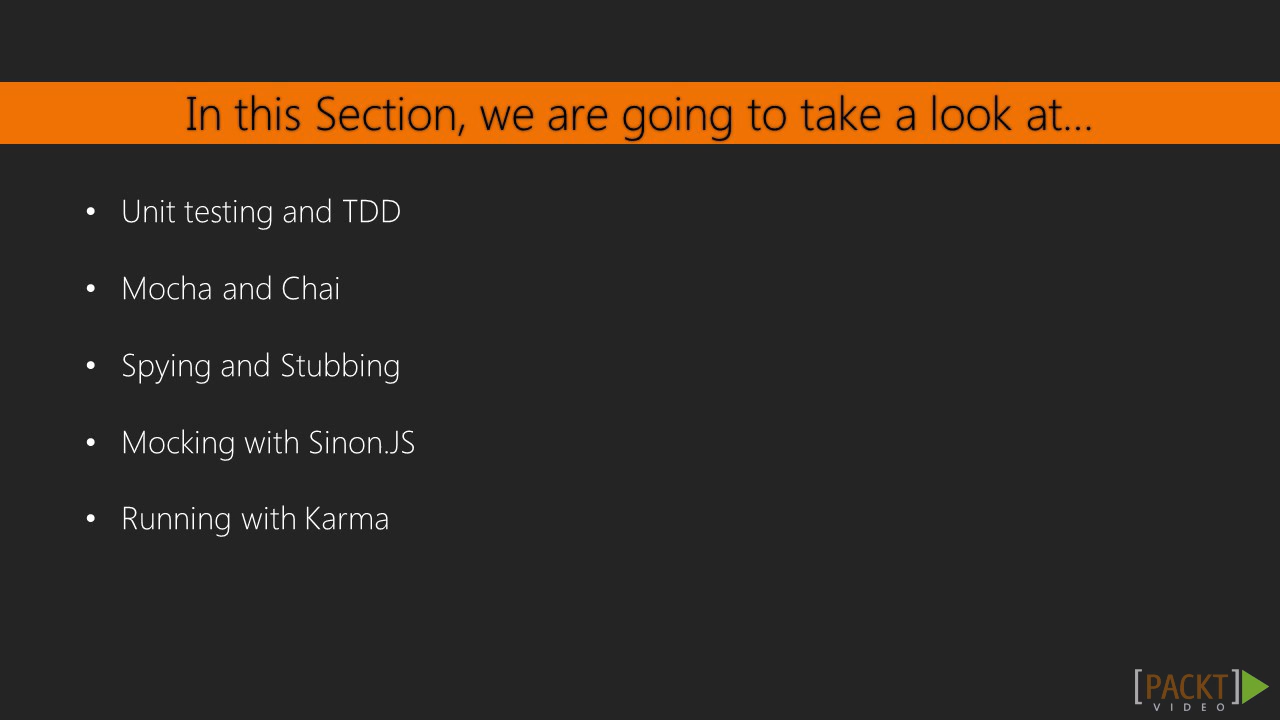 In this Section, we are going to take a look at...
• Unit testing and TDD
• Mocha and Chai
• Spying and Stubbing
• Mocking with Sinon.JS
• Running with Karma
[PACKT]
VIDEO